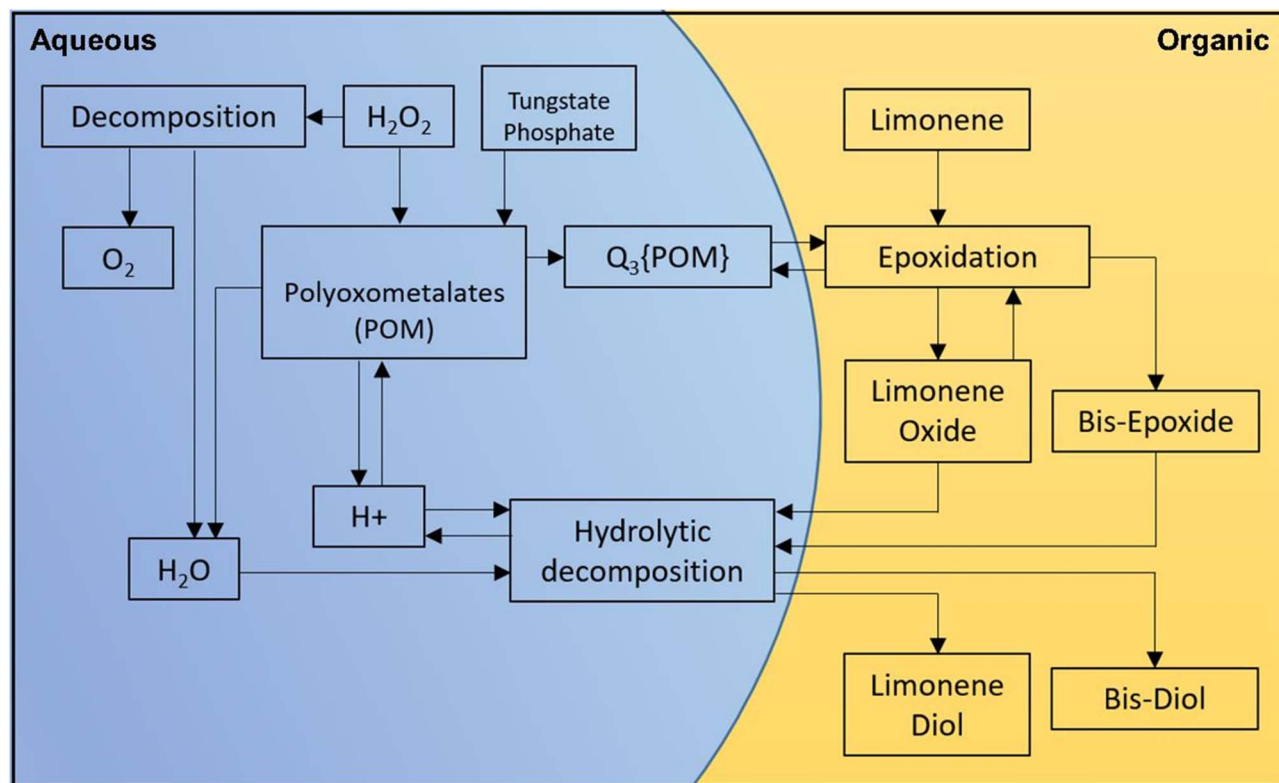 Aqueous
Organic
Decomposition
H₂O₂
Tungstate
Phosphate
Limonene
O₂
Polyoxometalates
(POM)
Q₃{POM}
Epoxidation
Limonene
Oxide
Bis-Epoxide
H+
Hydrolytic
decomposition
H₂O
Limonene
Diol
Bis-Diol